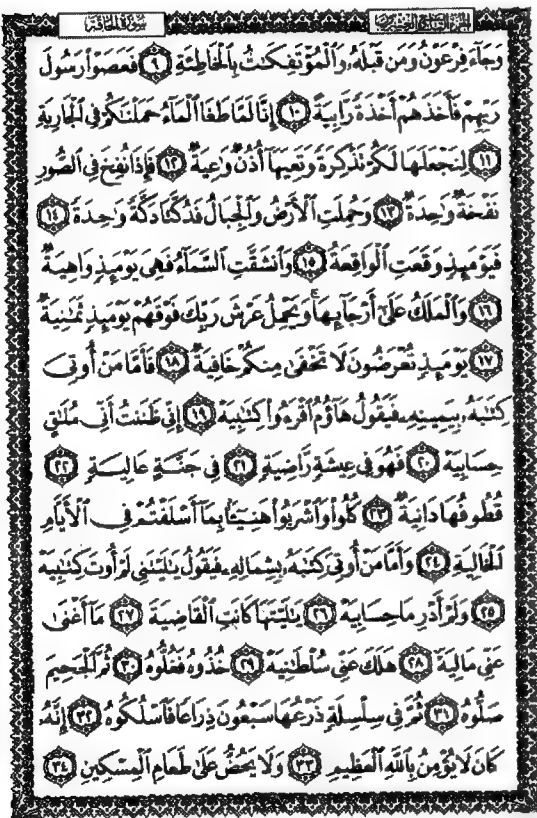 سورة الحاقة الجزء التاسع والعشرون
وَجَآءَ فِرْعَوْنُ وَمَن قَبْلَهُۥ وَٱلْمُؤْتَفِكَـٰتُ بِٱلْخَاطِئَةِ ٩ فَعَصَوْا۟ رَسُولَ
رَبِّهِمْ فَأَخَذَهُمْ أَخْذَةً رَّابِيَةً ١٠ إِنَّا لَمَّا طَغَا ٱلْمَآءُ حَمَلْنَـٰكُمْ فِى ٱلْجَارِيَةِ
١١ لِنَجْعَلَهَا لَكُمْ تَذْكِرَةً وَتَعِيَهَآ أُذُنٌ وَٰعِيَةٌ ١٢ فَإِذَا نُفِخَ فِى ٱلصُّورِ
نَفْخَةٌ وَٰحِدَةٌ ١٣ وَحُمِلَتِ ٱلْأَرْضُ وَٱلْجِبَالُ فَدُكَّتَا دَكَّةً وَٰحِدَةً ١٤
فَيَوْمَئِذٍ وَقَعَتِ ٱلْوَاقِعَةُ ١٥ وَٱنشَقَّتِ ٱلسَّمَآءُ فَهِىَ يَوْمَئِذٍ وَاهِيَةٌ
١٦ وَٱلْمَلَكُ عَلَىٰٓ أَرْجَآئِهَا ۚ وَيَحْمِلُ عَرْشَ رَبِّكَ فَوْقَهُمْ يَوْمَئِذٍ ثَمَـٰنِيَةٌ
١٧ يَوْمَئِذٍ تُعْرَضُونَ لَا تَخْفَىٰ مِنكُمْ خَافِيَةٌ ١٨ فَأَمَّا مَنْ أُوتِىَ
كِتَـٰبَهُۥ بِيَمِينِهِۦ فَيَقُولُ هَآؤُمُ ٱقْرَءُوا۟ كِتَـٰبِيَهْ ١٩ إِنِّى ظَنَنتُ أَنِّى مُلَـٰقٍ
حِسَابِيَهْ ٢٠ فَهُوَ فِى عِيشَةٍ رَّاضِيَةٍ ٢١ فِى جَنَّةٍ عَالِيَةٍ ٢٢
قُطُوفُهَا دَانِيَةٌ ٢٣ كُلُوا۟ وَٱشْرَبُوا۟ هَنِيٓـًٔۢا بِمَآ أَسْلَفْتُمْ فِى ٱلْأَيَّامِ
ٱلْخَالِيَةِ ٢٤ وَأَمَّا مَنْ أُوتِىَ كِتَـٰبَهُۥ بِشِمَالِهِۦ فَيَقُولُ يَـٰلَيْتَنِى لَمْ أُوتَ كِتَـٰبِيَهْ
٢٥ وَلَمْ أَدْرِ مَا حِسَابِيَهْ ٢٦ يَـٰلَيْتَهَا كَانَتِ ٱلْقَاضِيَةَ ٢٧ مَآ أَغْنَىٰ
عَنِّى مَالِيَهْ ٢٨ هَلَكَ عَنِّى سُلْطَـٰنِيَهْ ٢٩ خُذُوهُ فَغُلُّوهُ ٣٠ ثُمَّ ٱلْجَحِيمَ
صَلُّوهُ ٣١ ثُمَّ فِى سِلْسِلَةٍ ذَرْعُهَا سَبْعُونَ ذِرَاعًا فَٱسْلُكُوهُ ٣٢ إِنَّهُۥ
كَانَ لَا يُؤْمِنُ بِٱللَّهِ ٱلْعَظِيمِ ٣٣ وَلَا يَحُضُّ عَلَىٰ طَعَامِ ٱلْمِسْكِينِ ٣٤